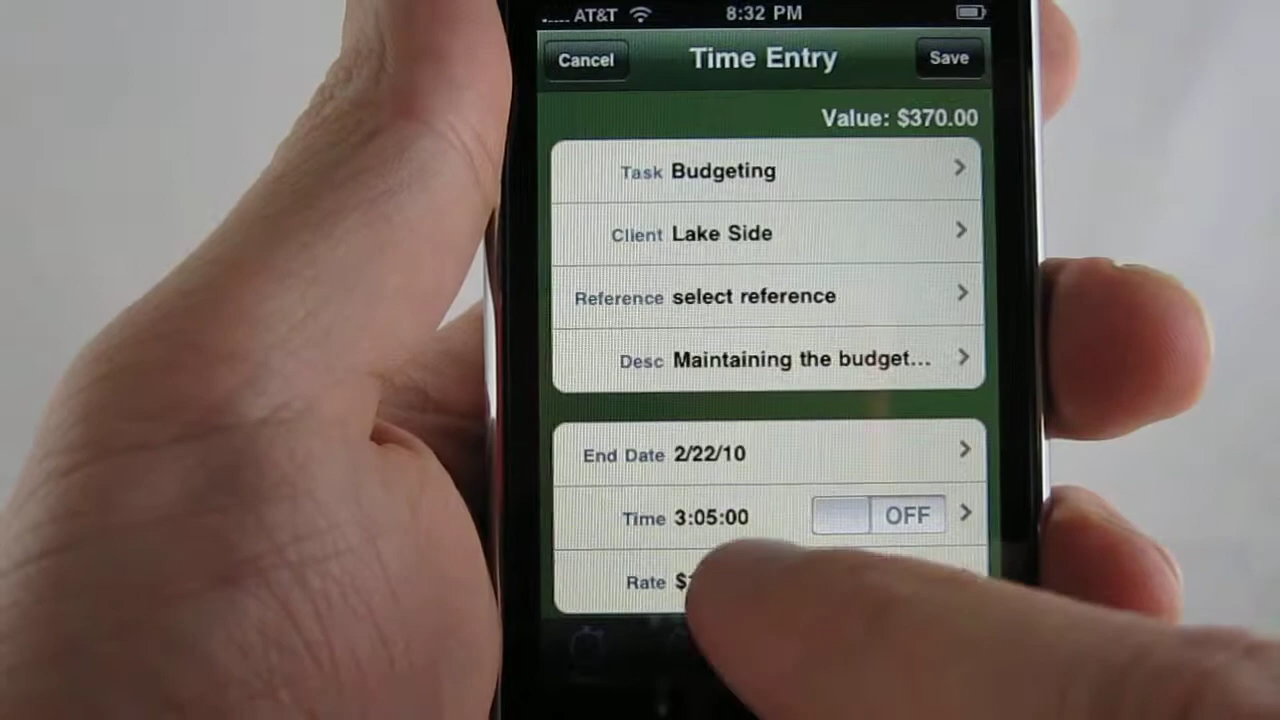 AT&T 8:32 PM
Cancel Time Entry Save
Value: $370.00
Task Budgeting
Client Lake Side
Reference select reference
Desc Maintaining the budget...
End Date 2/22/10
Time 3:05:00 OFF
Rate $